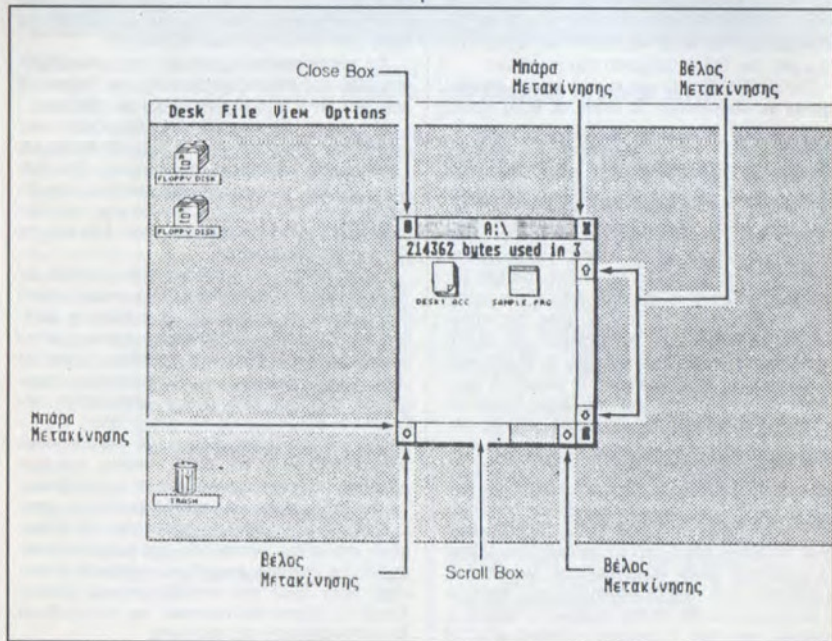 Close Box
Μπάρα
Μετακίνησης
Βέλος
Μετακίνησης
Desk File View Options
FLOPPY DISK
FLOPPY DISK
A:\
214362 bytes used in 3
DESK1.ACC SAMPLE.PRG
Μπάρα
Μετακίνησης
TRASH
Βέλος
Μετακίνησης
Scroll Box
Βέλος
Μετακίνησης